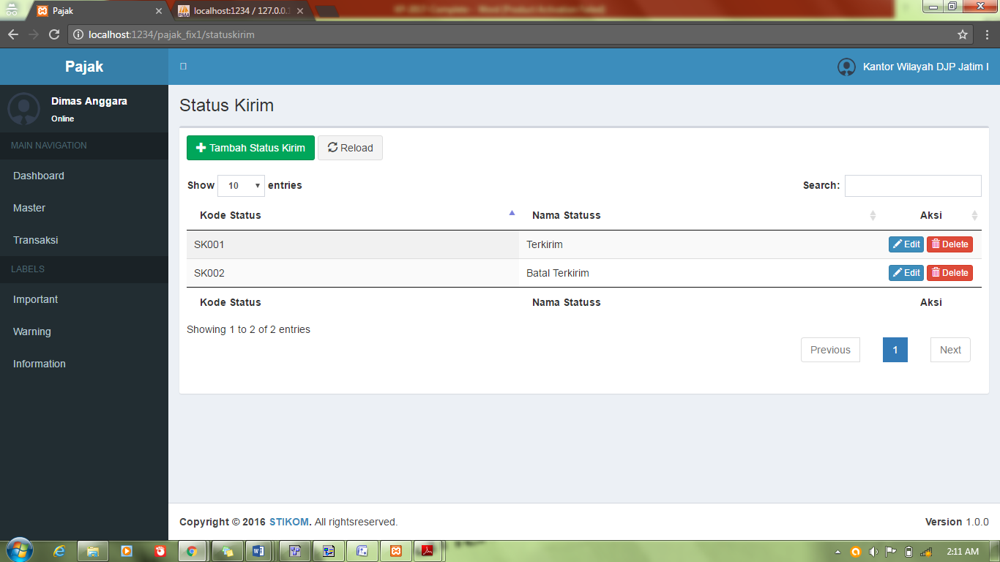 Pajak
localhost:1234 / 127.0.0.1
localhost:1234/pajak_fix1/statuskirim
Pajak
Kantor Wilayah DJP Jatim I
Dimas Anggara
Online
MAIN NAVIGATION
Dashboard
Master
Transaksi
LABELS
Important
Warning
Information
Status Kirim
Tambah Status Kirim Reload
Show 10 entries Search:
Kode Status Nama Statuss Aksi
SK001 Terkirim Edit Delete
SK002 Batal Terkirim Edit Delete
Kode Status Nama Statuss Aksi
Showing 1 to 2 of 2 entries
Previous 1 Next
Copyright © 2016 STIKOM. All rightsreserved. Version 1.0.0
2:11 AM